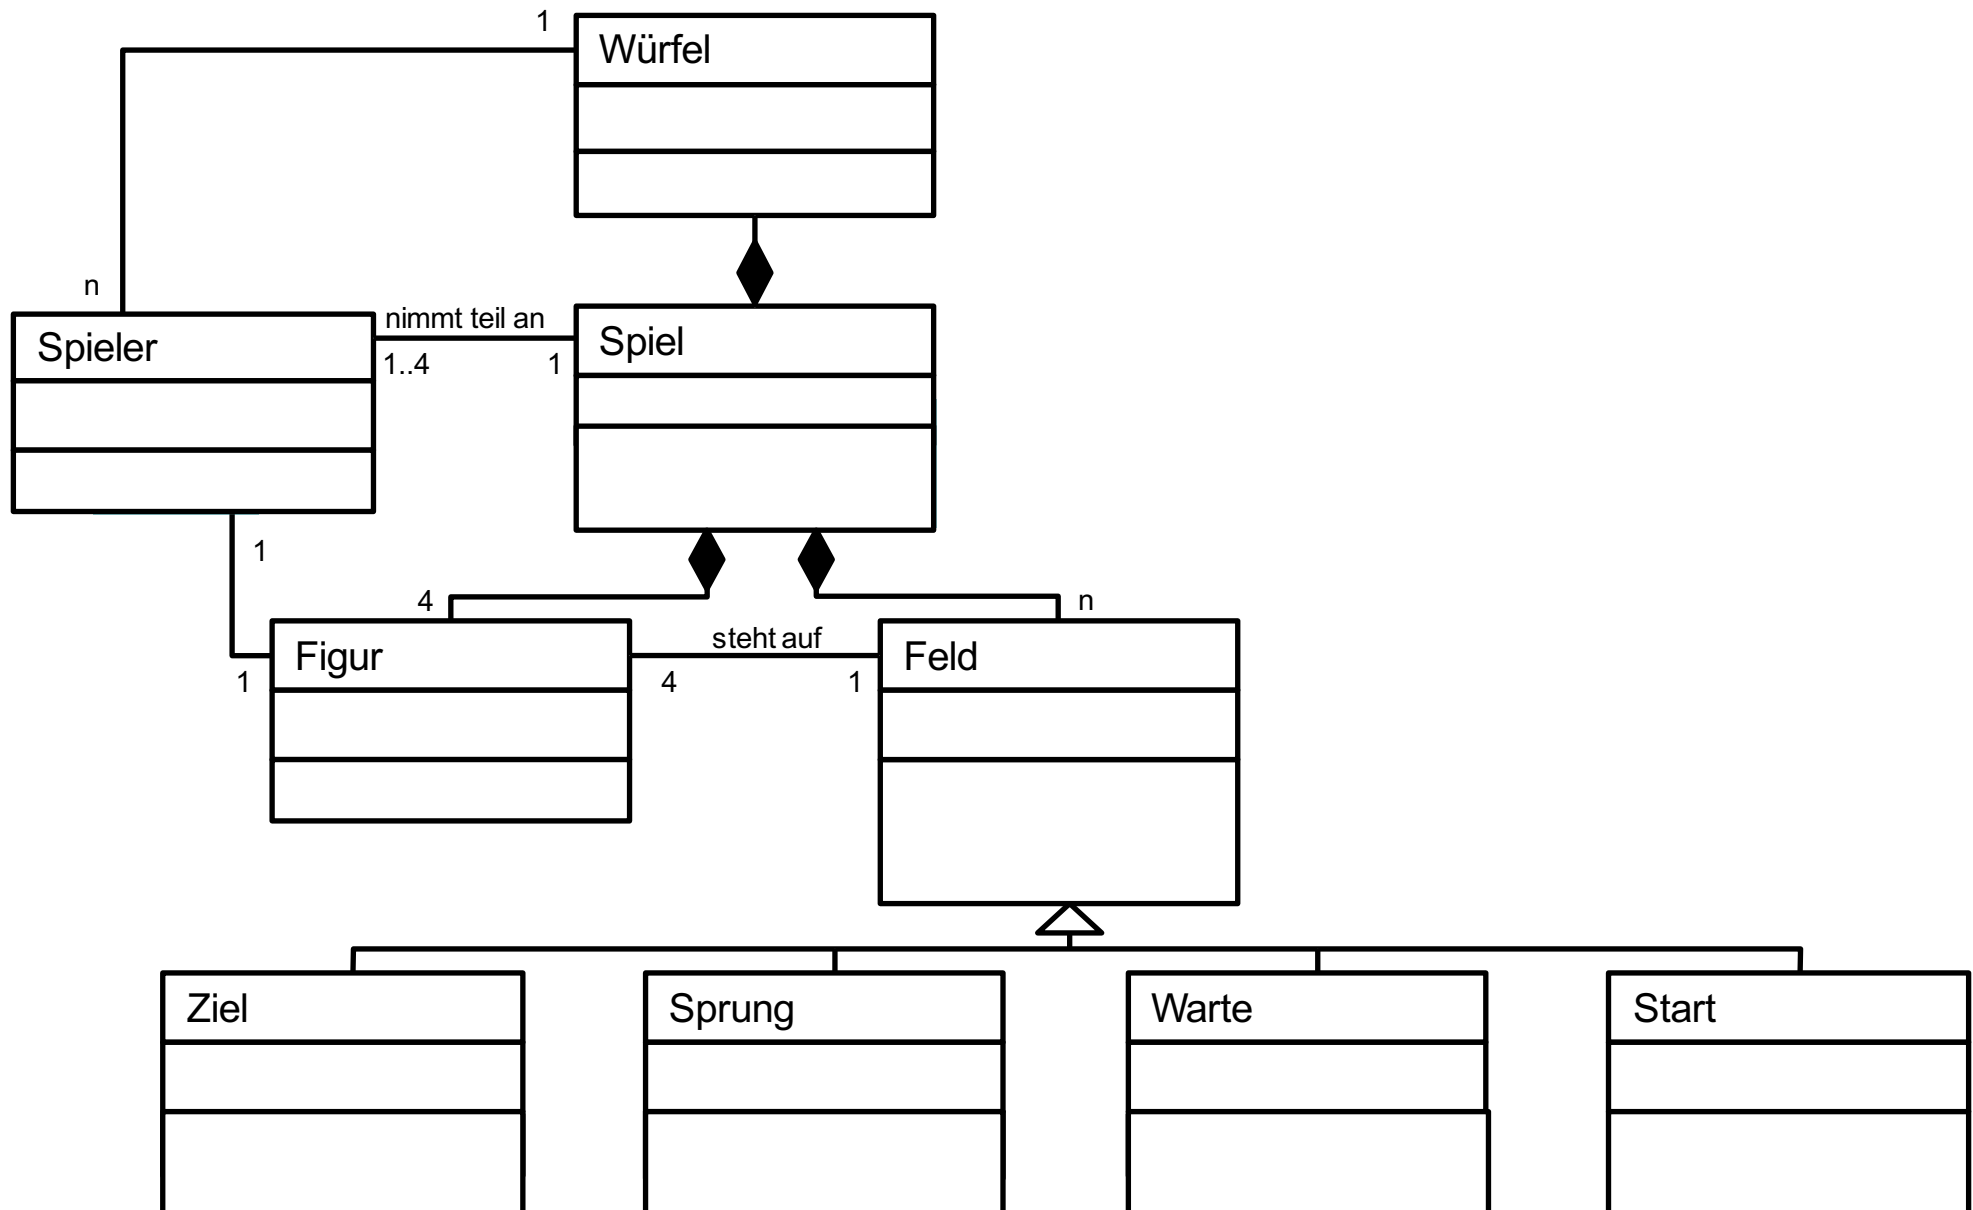 1
Würfel
n
nimmt teil an
Spieler
Spiel
1..4
1
1
4
n
steht auf
Figur
Feld
1
4
1
Ziel
Sprung
Warte
Start